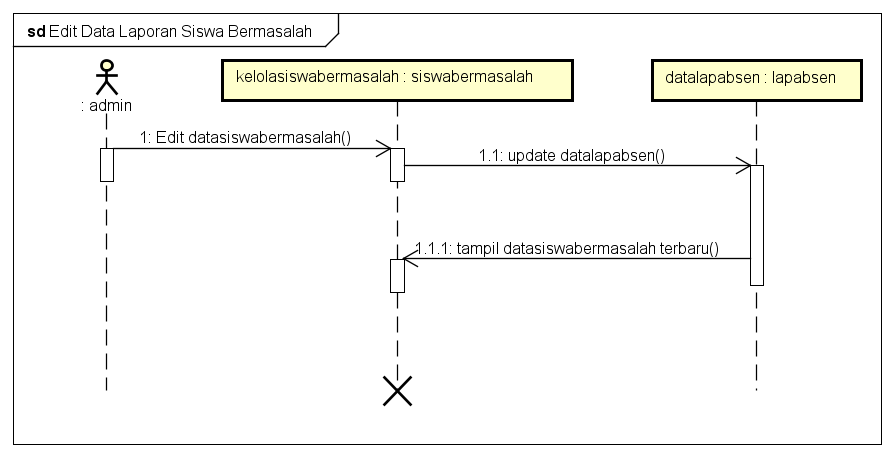 sd Edit Data Laporan Siswa Bermasalah
: admin
kelolasiswabermasalah : siswabermasalah
datalapabsen : lapabsen
1: Edit datasiswabermasalah()
1.1: update datalapabsen()
1.1.1: tampil datasiswabermasalah terbaru()